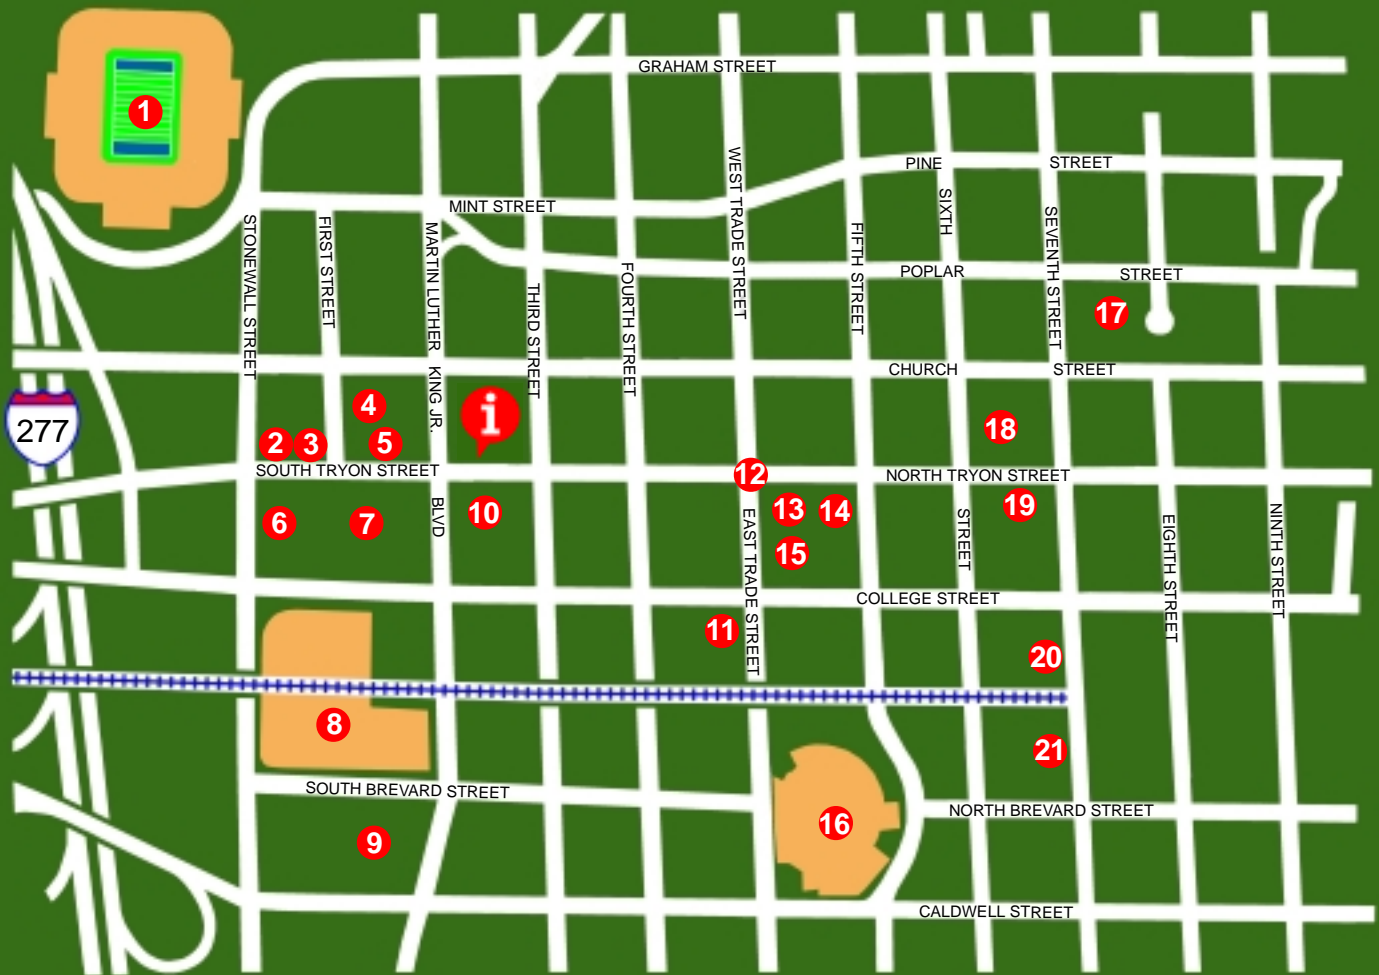 GRAHAM STREET
1
WEST TRADE STREET
PINE
STREET
SIXTH
MINT STREET
SEVENTH STREET
STONEWALL STREET
FIRST STREET
MARTIN LUTHER KING JR.
FIFTH STREET
FOURTH STREET
POPLAR
STREET
THIRD STREET
17
CHURCH
STREET
277
4
i
2
3
5
18
SOUTH TRYON STREET
12
NORTH TRYON STREET
BLVD
6
7
10
13
14
19
EAST TRADE STREET
STREET
EIGHTH STREET
NINTH STREET
15
COLLEGE STREET
11
20
8
21
SOUTH BREVARD STREET
NORTH BREVARD STREET
16
9
CALDWELL STREET